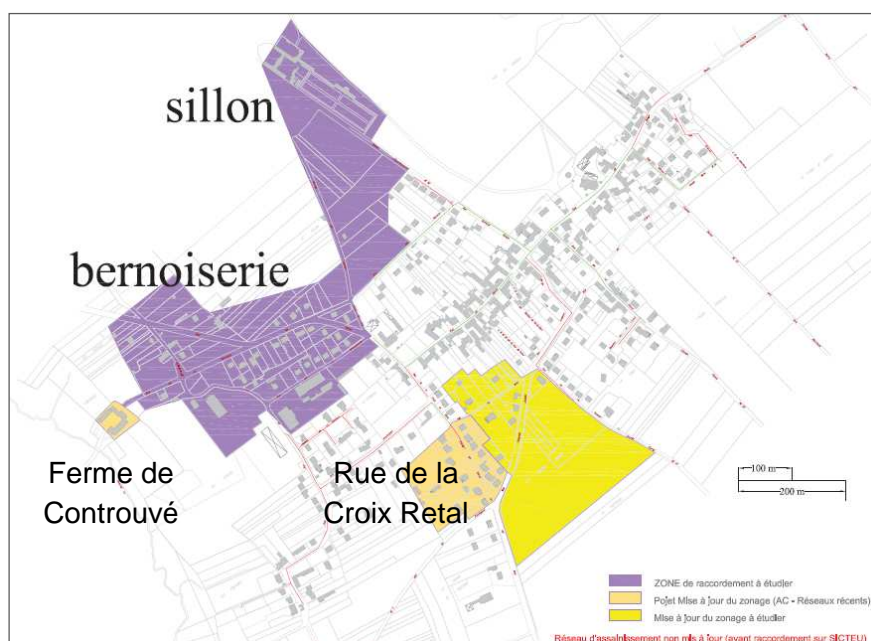 sillon
bernoiserie
Ferme de
Controuvé
Rue de la
Croix Retal
100 m
200 m
ZONE de raccordement à étudier
Pojet Mise à jour du zonage (AC - Réseaux récents)
Mise à jour du zonage à étudier
Réseau d'assainissement non mis à jour (avant raccordement sur SICTEU)